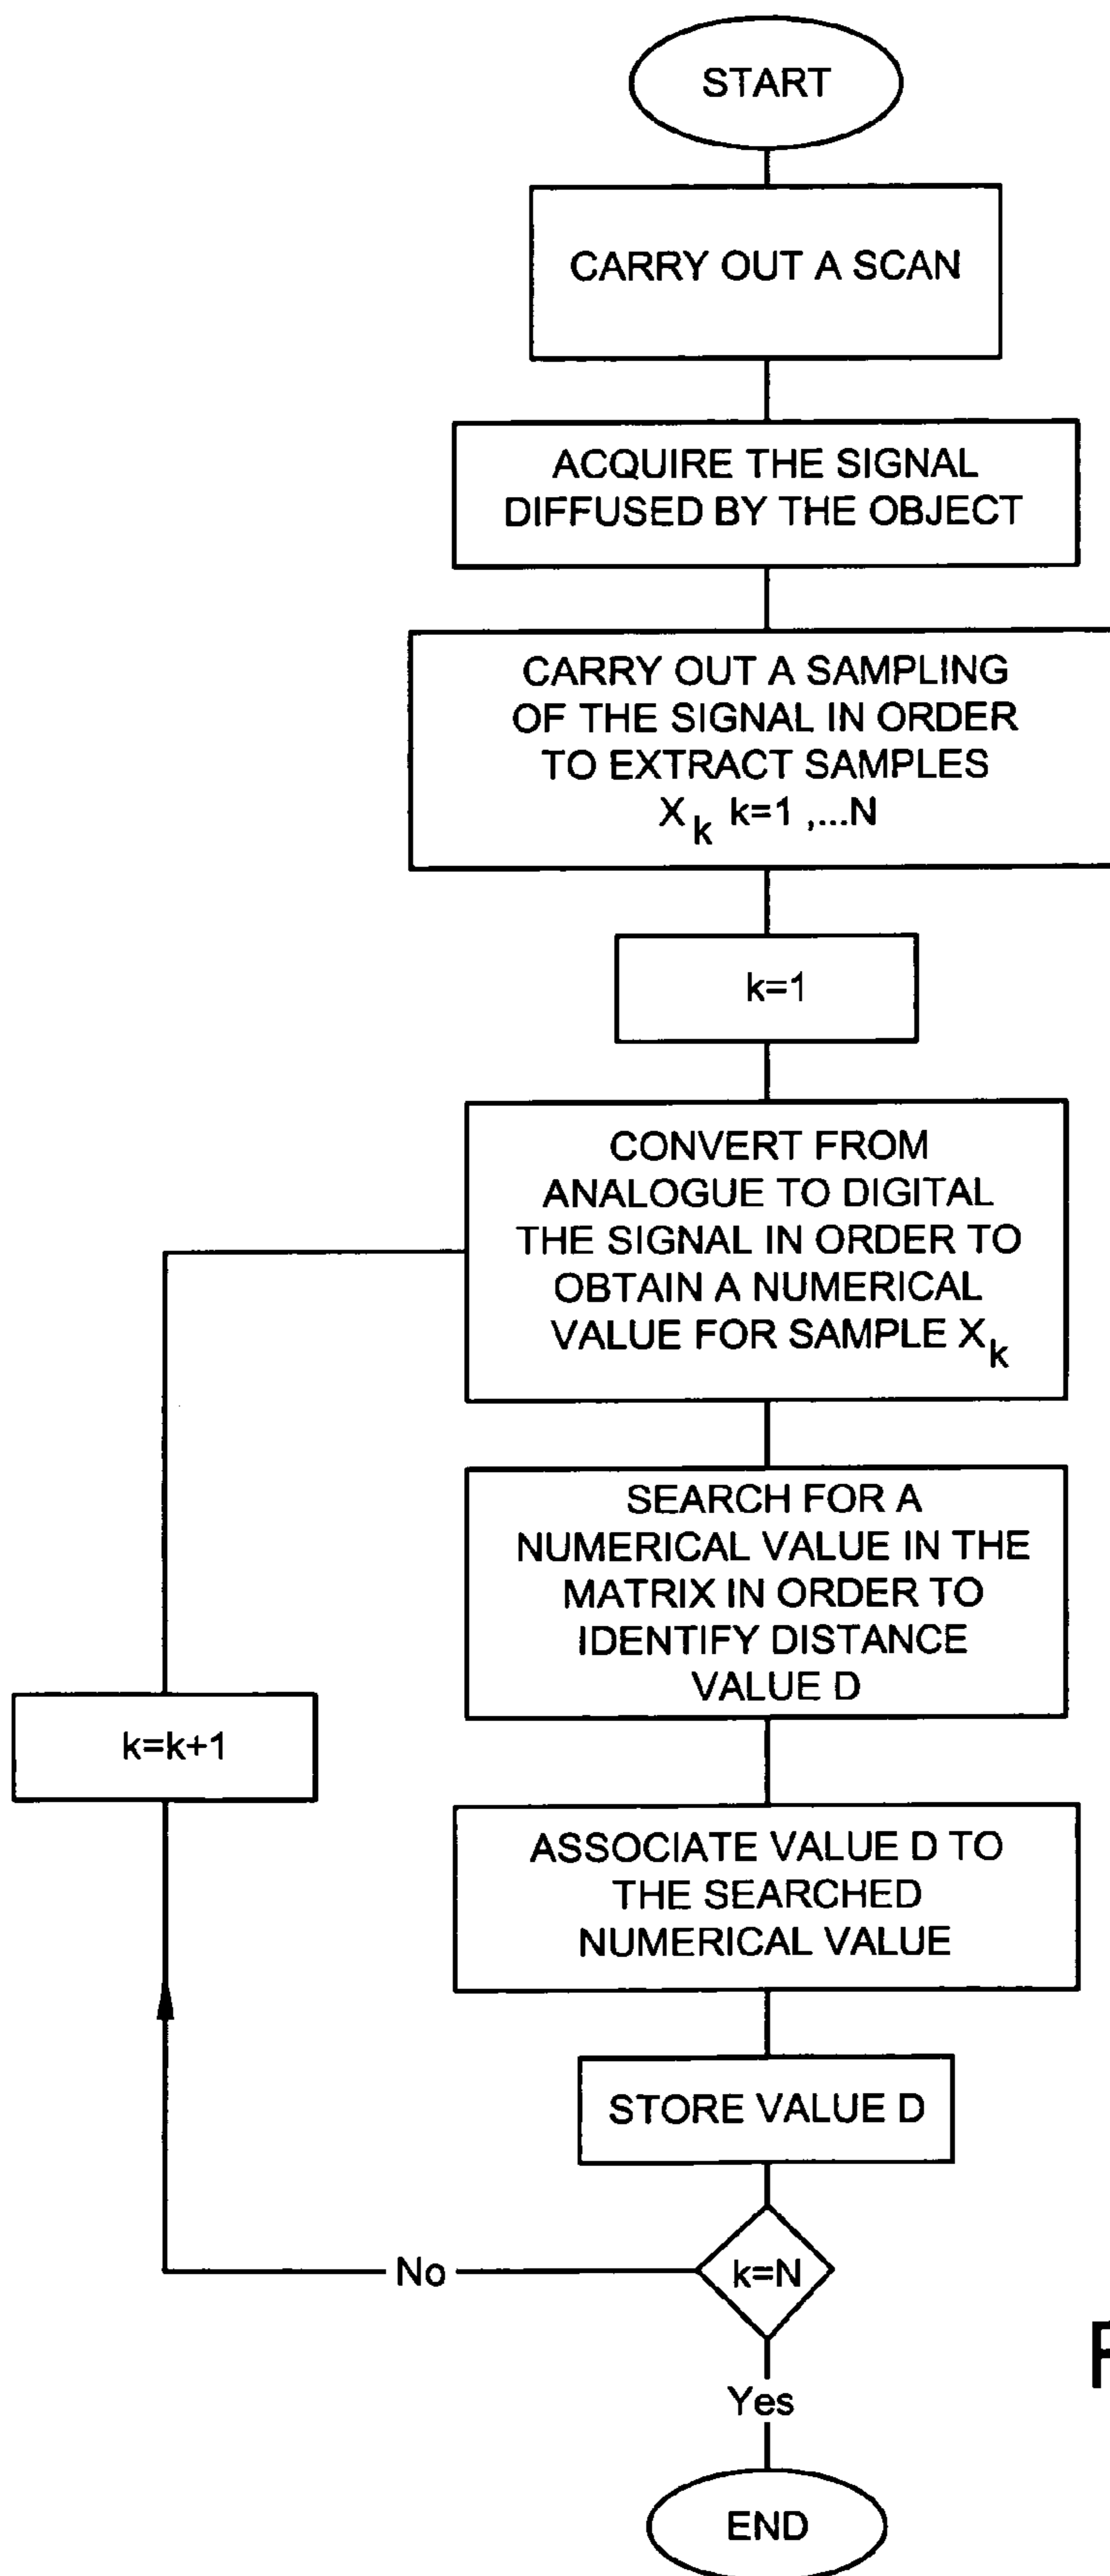 START
CARRY OUT A SCAN
ACQUIRE THE SIGNAL
DIFFUSED BY THE OBJECT
CARRY OUT A SAMPLING
OF THE SIGNAL IN ORDER
TO EXTRACT SAMPLES
Xk k=1 ,...N
k=1
CONVERT FROM
ANALOGUE TO DIGITAL
THE SIGNAL IN ORDER TO
OBTAIN A NUMERICAL
VALUE FOR SAMPLE Xk
SEARCH FOR A
NUMERICAL VALUE IN THE
MATRIX IN ORDER TO
IDENTIFY DISTANCE
VALUE D
k=k+1
ASSOCIATE VALUE D TO
THE SEARCHED
NUMERICAL VALUE
STORE VALUE D
No
k=N
Yes
END